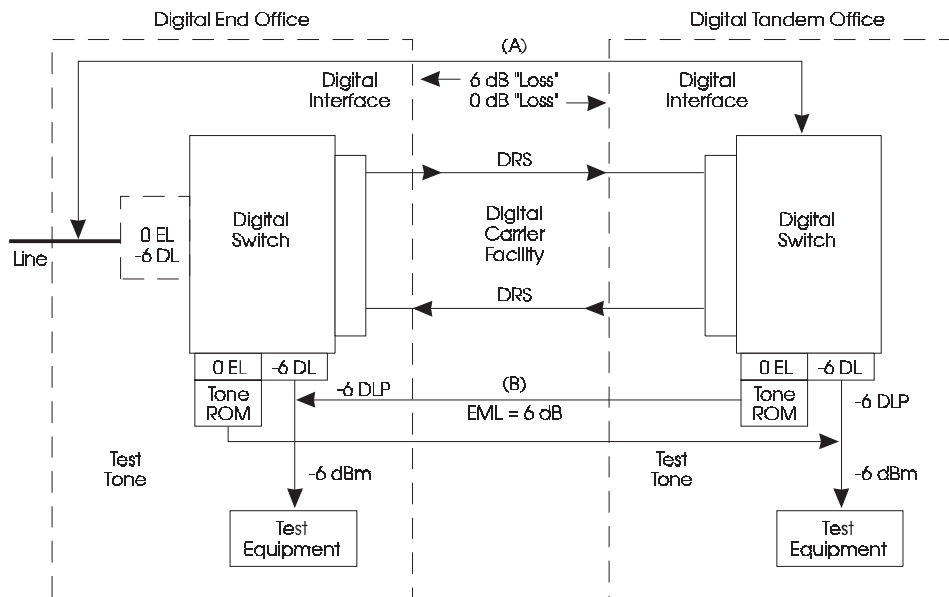 Digital End Office
Digital Tandem Office
(A)
Digital
Interface
6 dB "Loss"
0 dB "Loss"
Digital
Interface
DRS
0 EL
-6 DL
Digital
Switch
Digital
Carrier
Facility
Digital
Switch
Line
DRS
0 EL
-6 DL
0 EL
-6 DL
Tone
ROM
-6 DLP
(B)
EML = 6 dB
Tone
ROM
-6 DLP
Test
Tone
-6 dBm
Test
Tone
-6 dBm
Test
Equipment
Test
Equipment